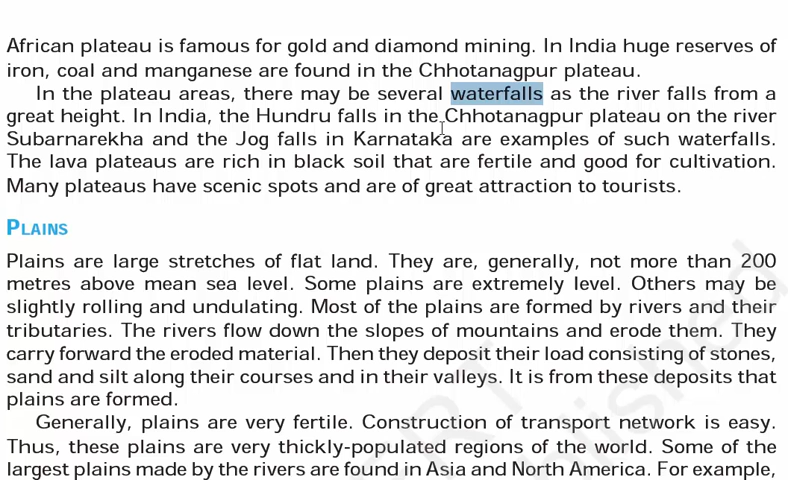 African plateau is famous for gold and diamond mining. In India huge reserves of
iron, coal and manganese are found in the Chhotanagpur plateau.
In the plateau areas, there may be several waterfalls as the river falls from a
great height. In India, the Hundru falls in the Chhotanagpur plateau on the river
Subarnarekha and the Jog falls in Karnataka are examples of such waterfalls.
The lava plateaus are rich in black soil that are fertile and good for cultivation.
Many plateaus have scenic spots and are of great attraction to tourists.
PLAINS
Plains are large stretches of flat land. They are, generally, not more than 200
metres above mean sea level. Some plains are extremely level. Others may be
slightly rolling and undulating. Most of the plains are formed by rivers and their
tributaries. The rivers flow down the slopes of mountains and erode them. They
carry forward the eroded material. Then they deposit their load consisting of stones,
sand and silt along their courses and in their valleys. It is from these deposits that
plains are formed.
Generally, plains are very fertile. Construction of transport network is easy.
Thus, these plains are very thickly-populated regions of the world. Some of the
largest plains made by the rivers are found in Asia and North America. For example,